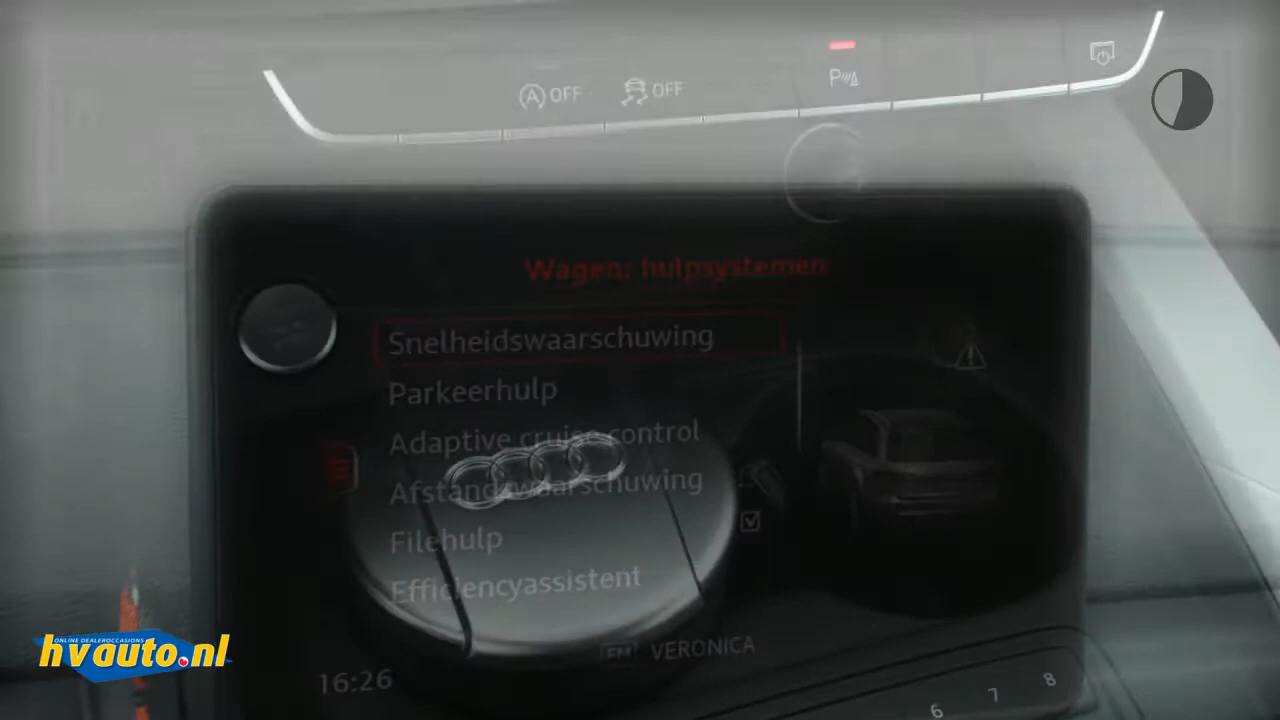 A OFF
OFF
P
Wagen: hulpsystemen
Snelheidswaarschuwing
Parkeerhulp
Adaptive cruise control
Afstandswaarschuwing
Filehulp
Efficiencyassistent
FM VERONICA
16:26
6 7 8
ONLINE DEALEROCCASIONS
hvauto.nl